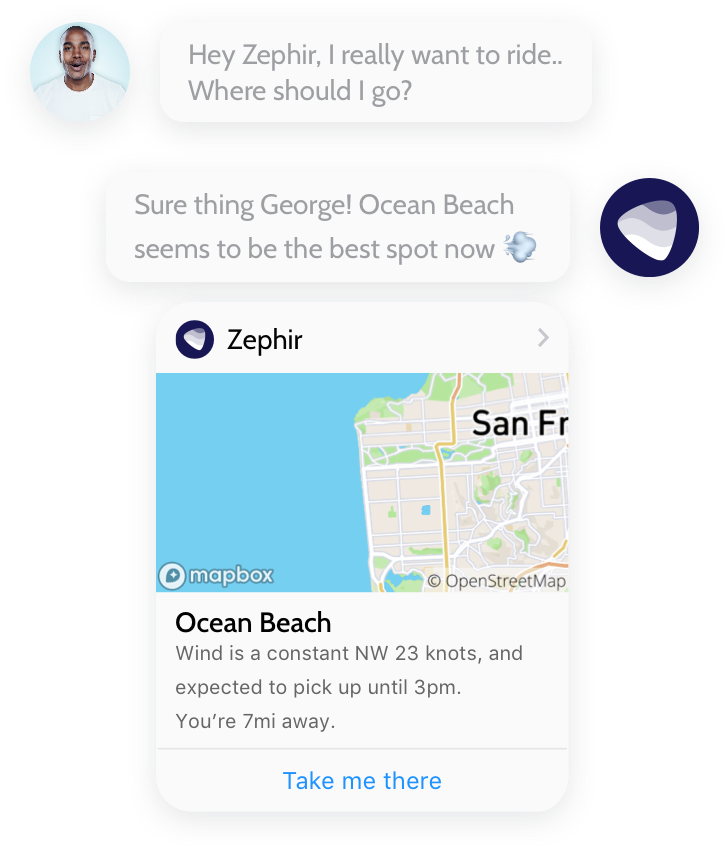 Hey Zephir, I really want to ride..
Where should I go?
Sure thing George! Ocean Beach
seems to be the best spot now 💨
Zephir
San Fr
mapbox
© OpenStreetMap
Ocean Beach
Wind is a constant NW 23 knots, and
expected to pick up until 3pm.
You’re 7mi away.
Take me there